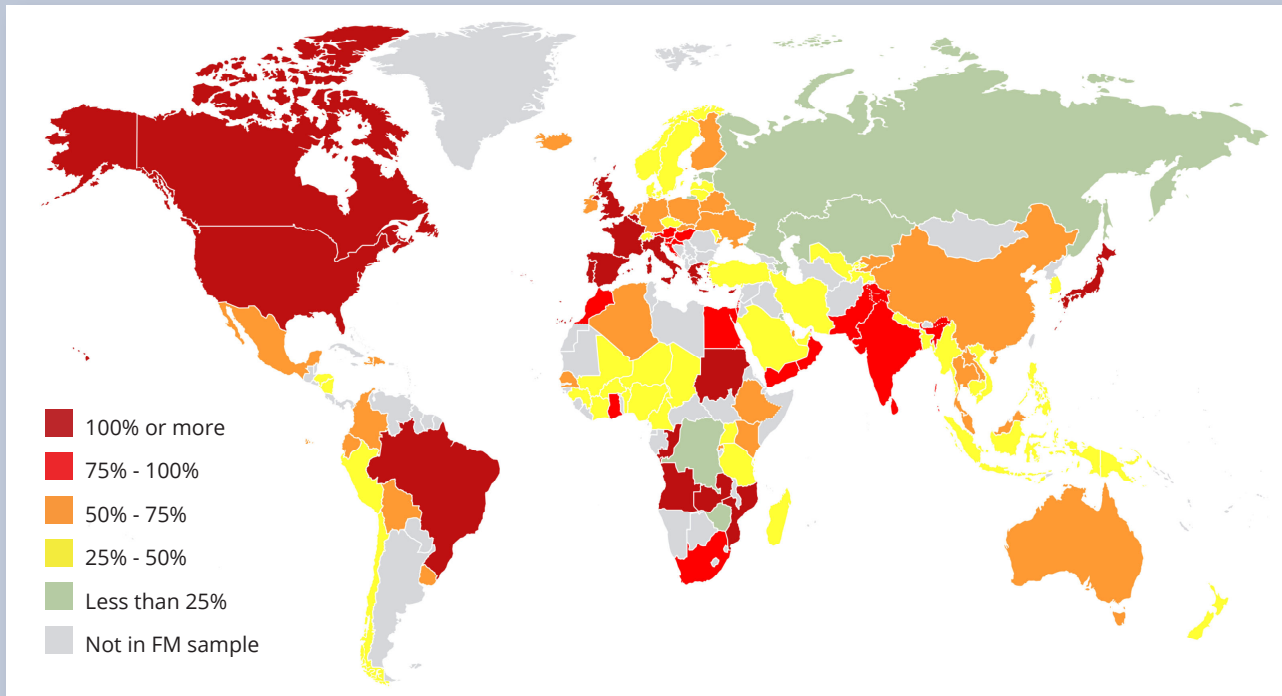 100% or more
75% - 100%
50% - 75%
25% - 50%
Less than 25%
Not in FM sample